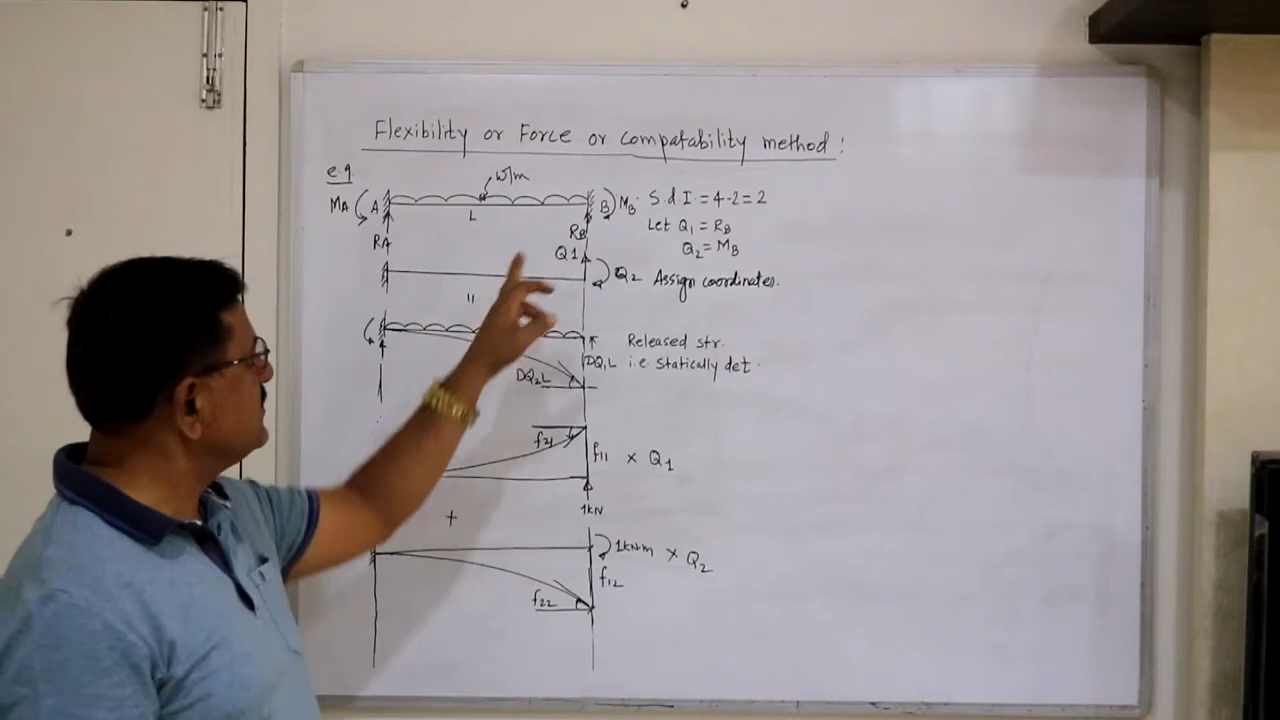 Flexibility or Force or compatability method :
e.g
w/m
MA A B MB S.d.I. = 4-2 = 2
L
RA RB Let Q1 = RB
Q2 = MB
Q1
Q2 Assign coordinates.
"
Released str.
DQ1L i.e. Statically det.
DQ2L
f21
f11 x Q1
1kN
+
1kNm x Q2
f12
f22